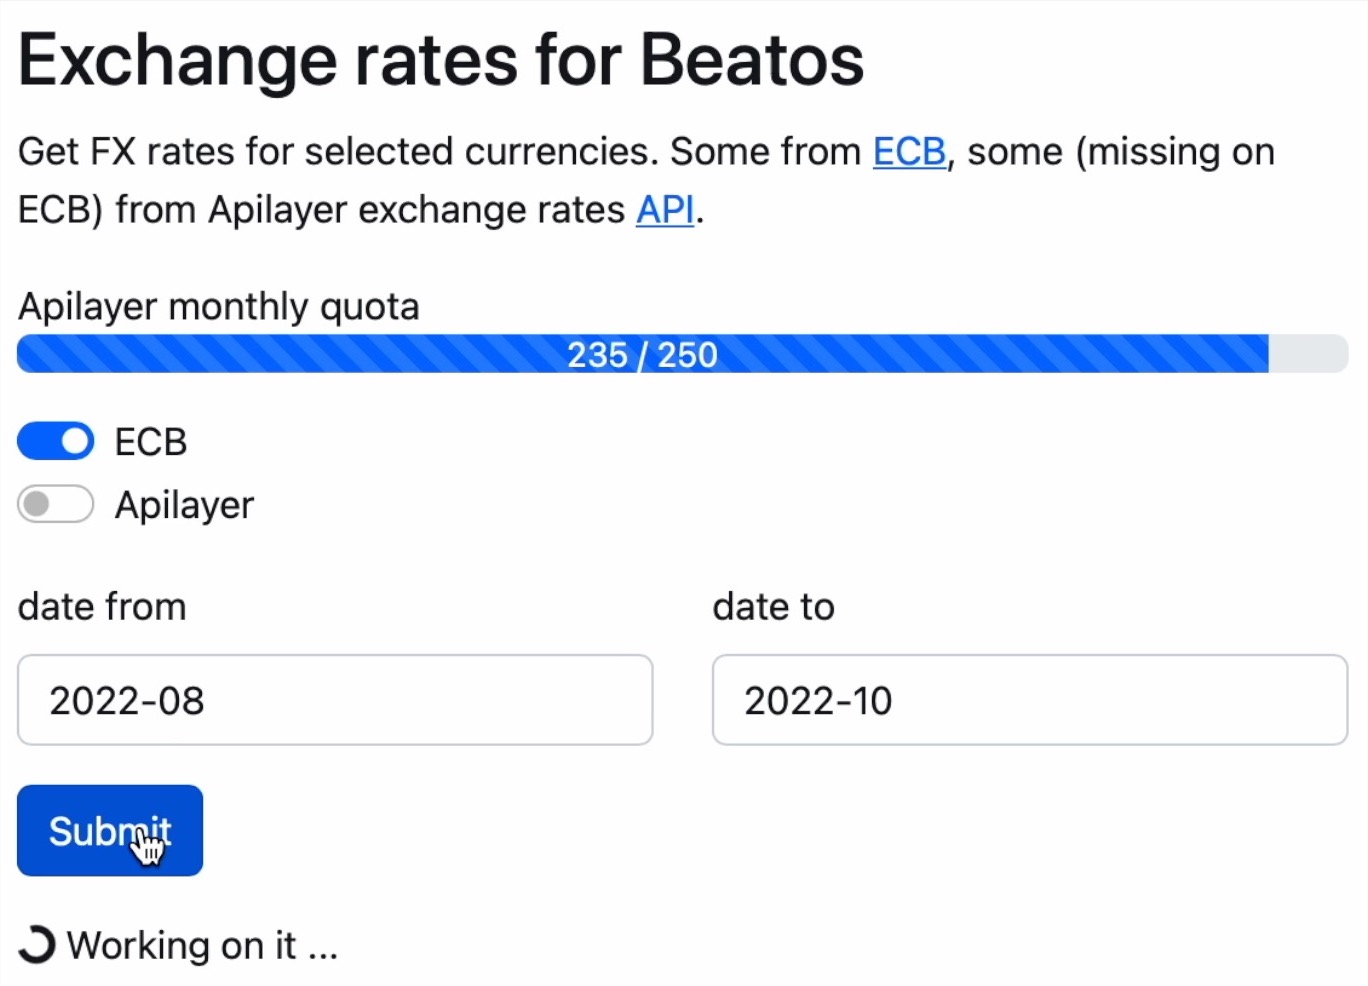 Exchange rates for Beatos
Get FX rates for selected currencies. Some from ECB, some (missing on
ECB) from Apilayer exchange rates API.
Apilayer monthly quota
235 / 250
ECB
Apilayer
date from
date to
2022-08
2022-10
Submit
Working on it ...